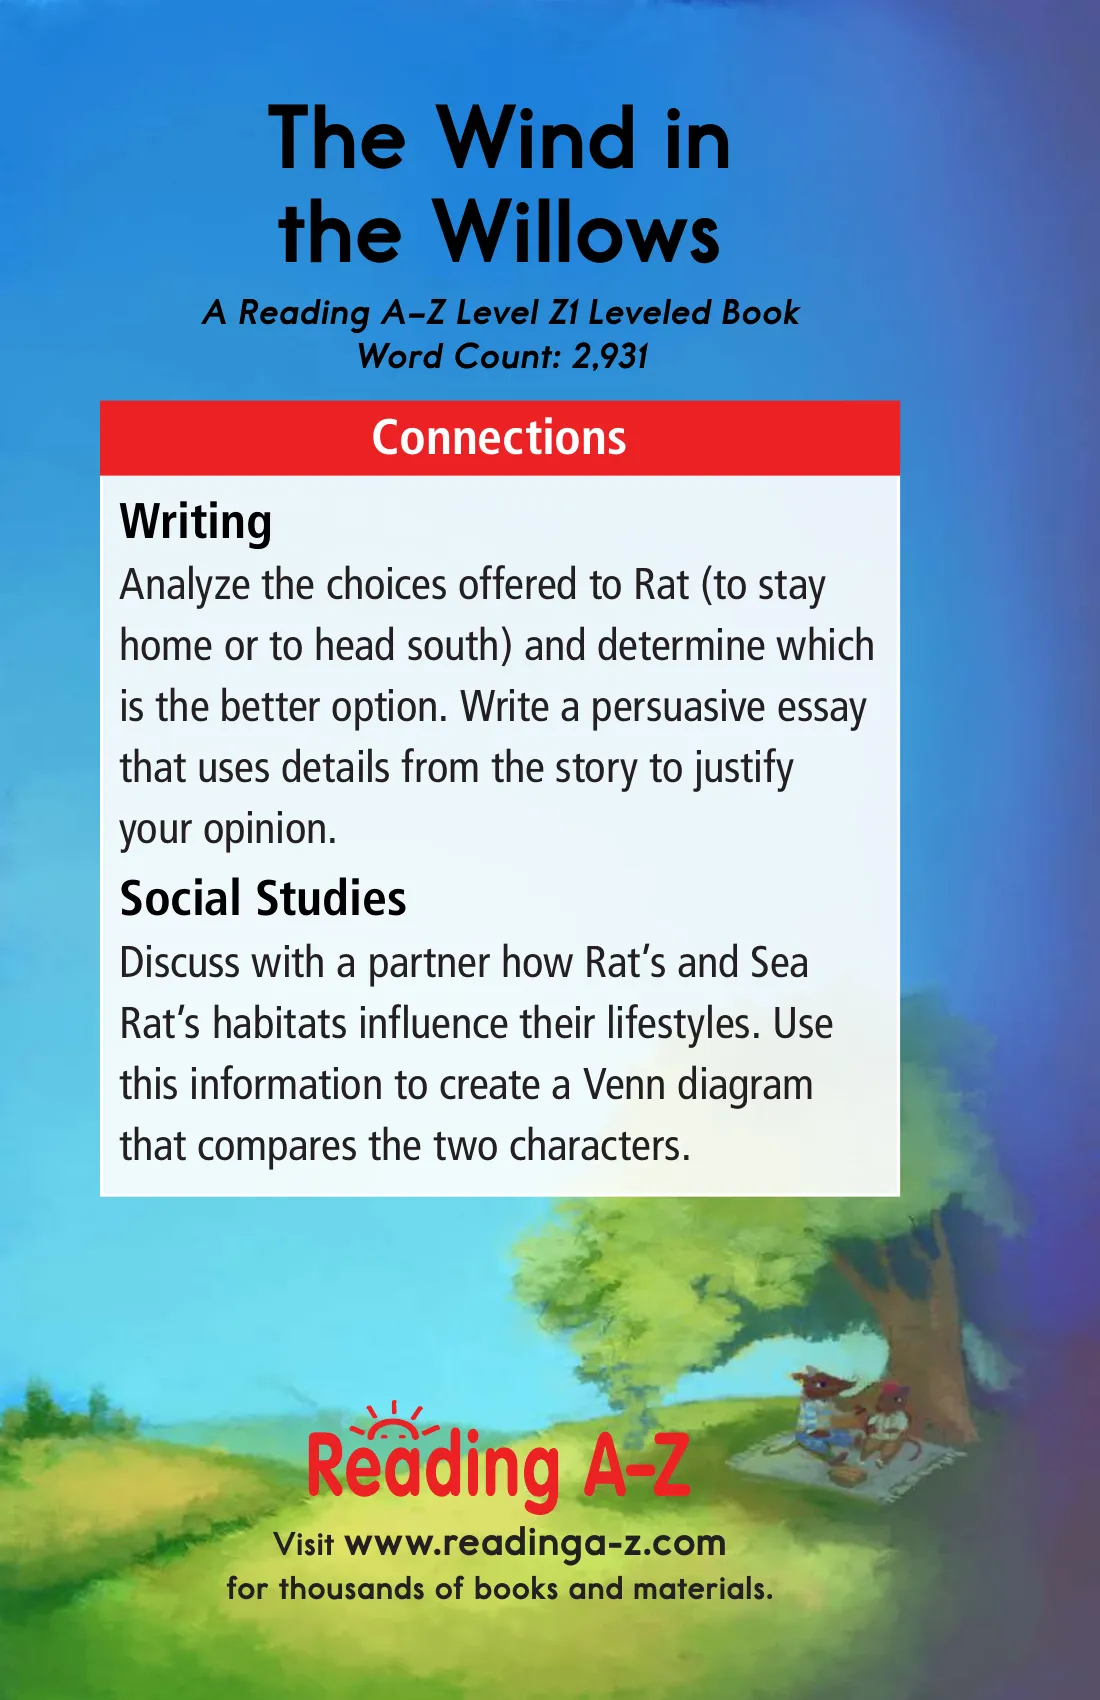 The Wind in
the Willows
A Reading A–Z Level Z1 Leveled Book
Word Count: 2,931
Connections
Writing
Analyze the choices offered to Rat (to stay
home or to head south) and determine which
is the better option. Write a persuasive essay
that uses details from the story to justify
your opinion.
Social Studies
Discuss with a partner how Rat’s and Sea
Rat’s habitats influence their lifestyles. Use
this information to create a Venn diagram
that compares the two characters.
Reading A–Z
Visit www.readinga-z.com
for thousands of books and materials.